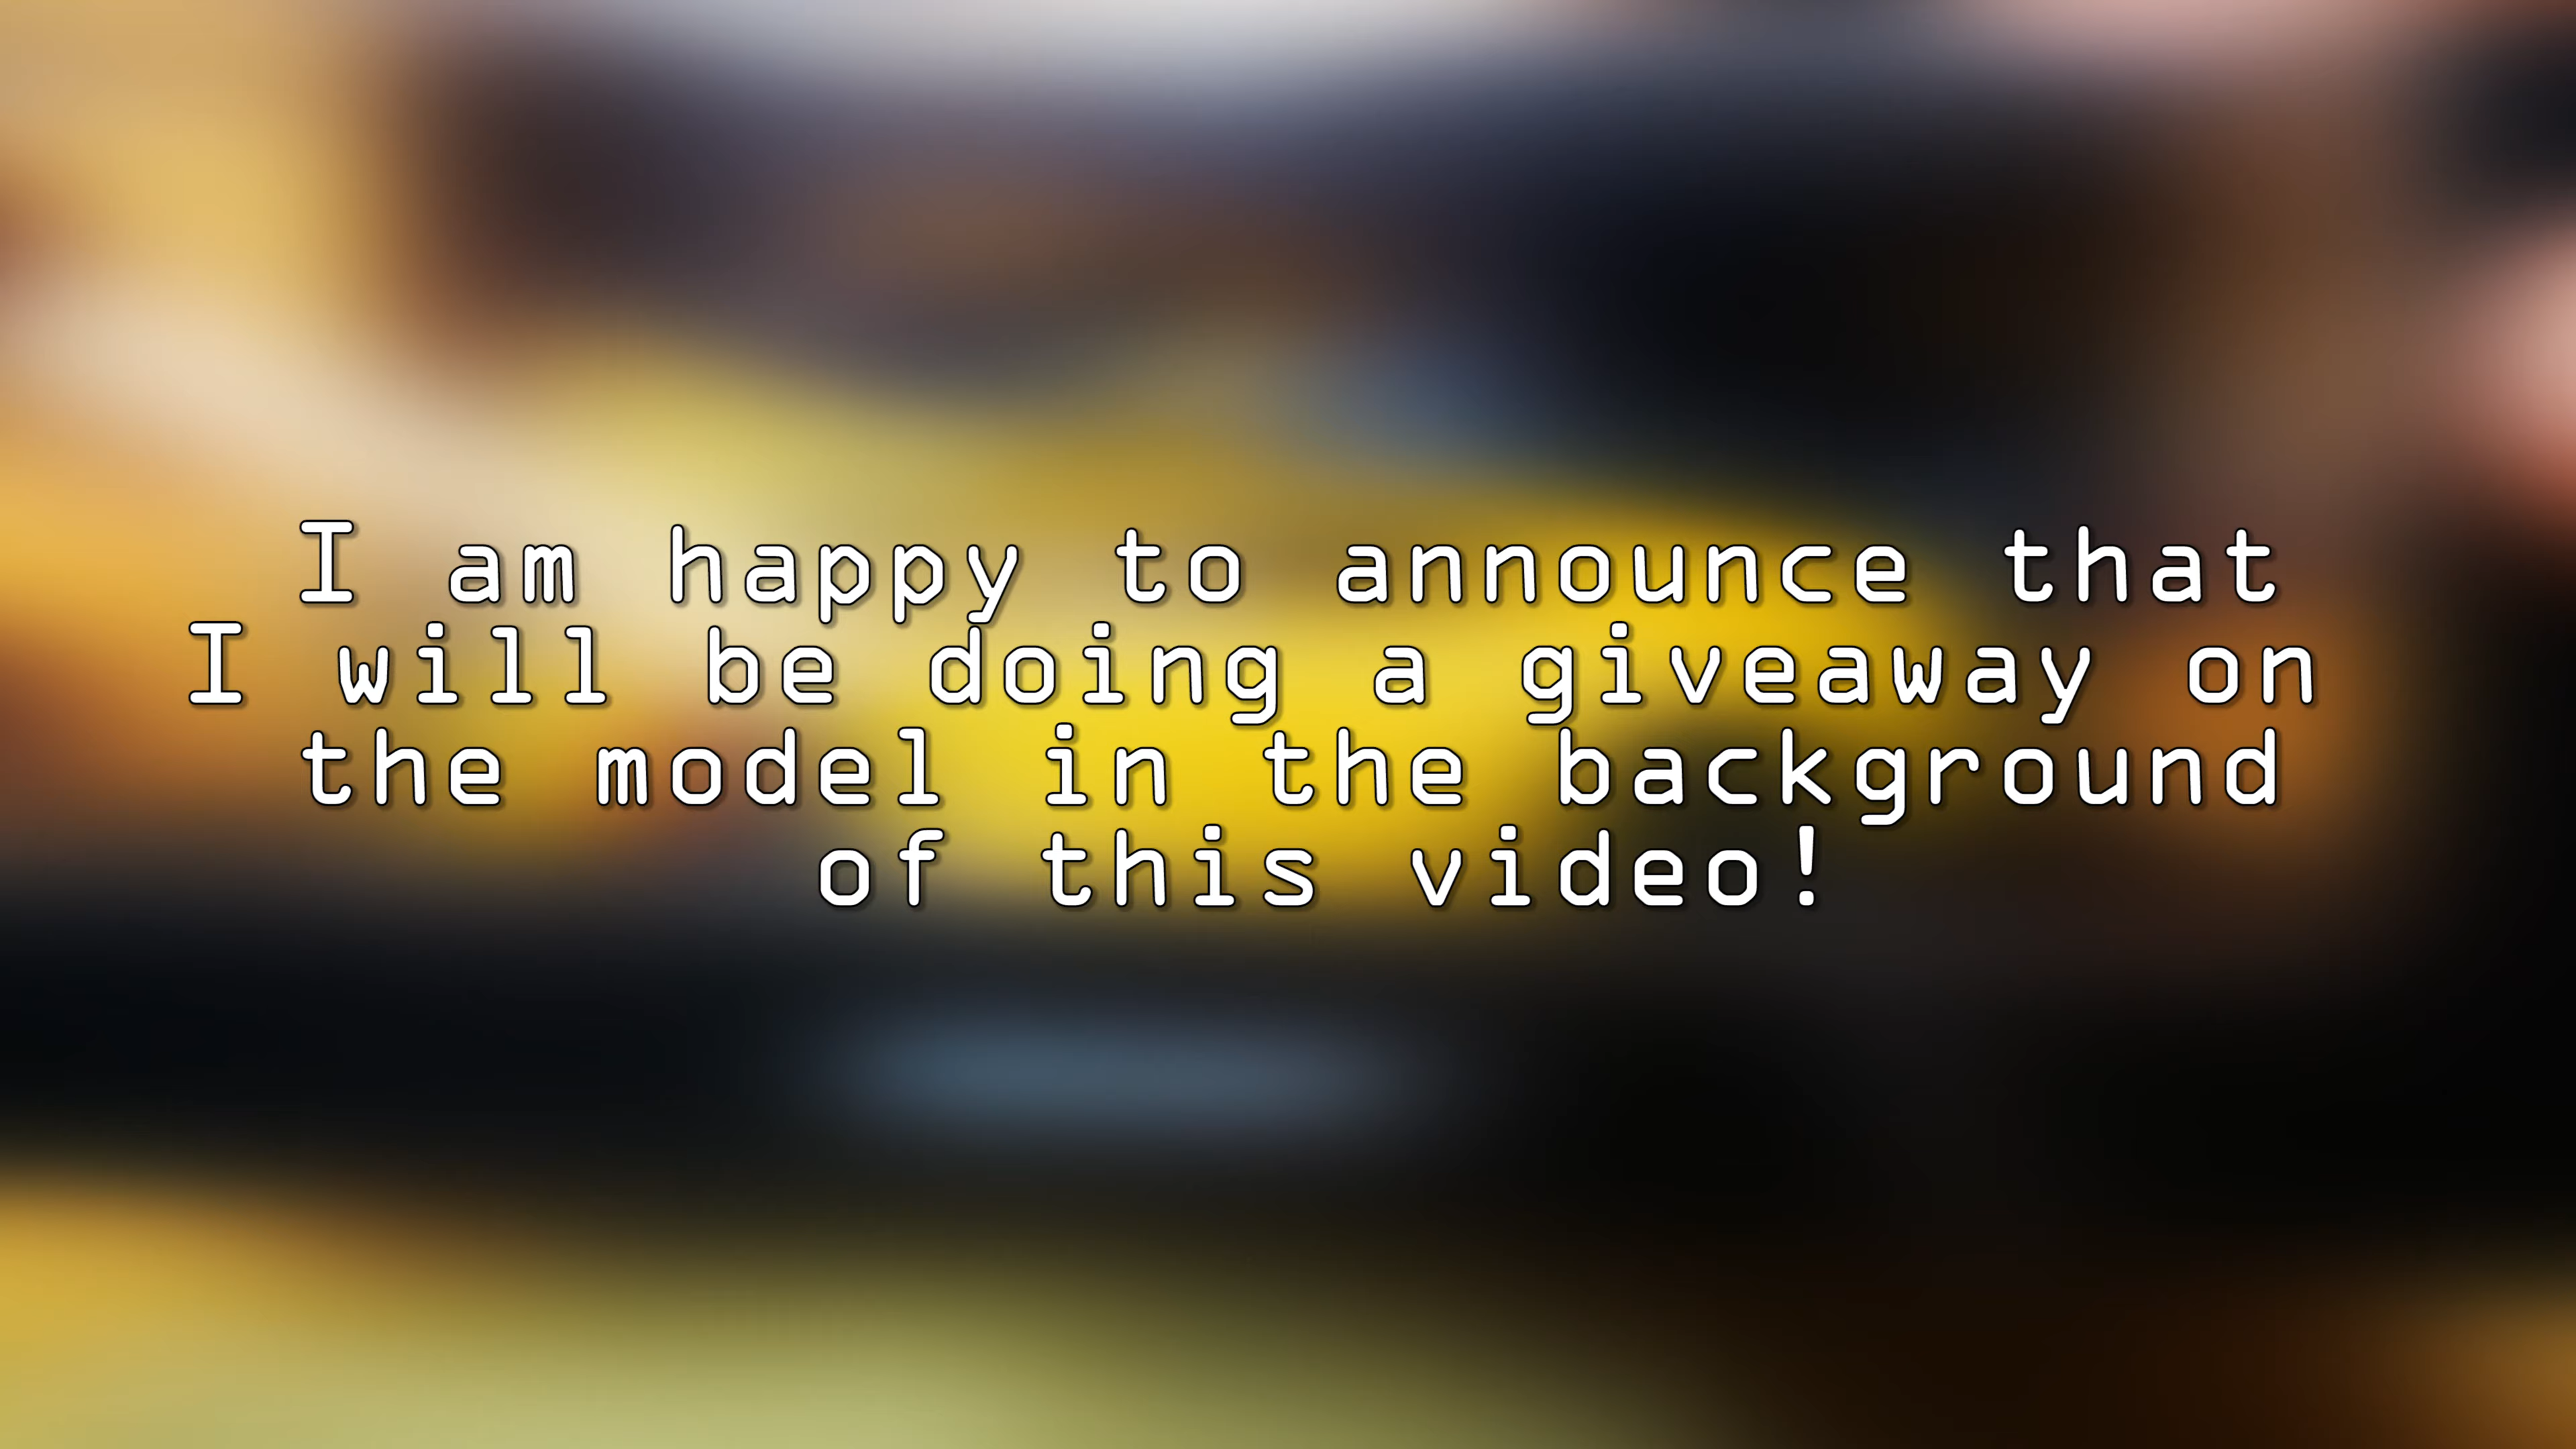 I am happy to announce that
I will be doing a giveaway on
the model in the background
of this video!